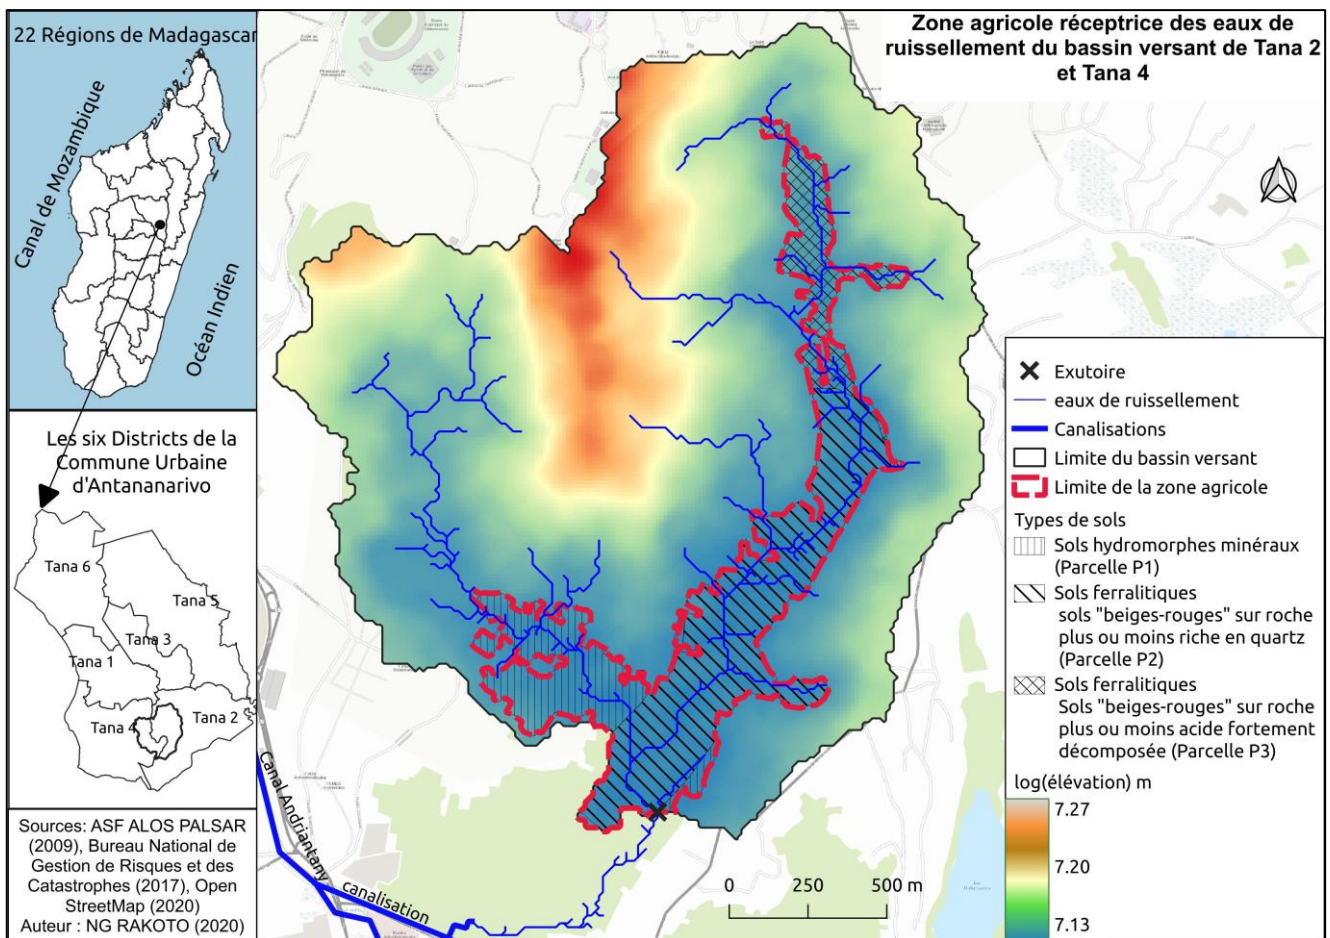 22 Régions de Madagascar
Canal de Mozambique
Océan Indien
Les six Districts de la
Commune Urbaine
d'Antananarivo
Tana 6
Tana 5
Tana 3
Tana 1
Tana 2
Tana 4
Sources: ASF ALOS PALSAR
(2009), Bureau National de
Gestion de Risques et des
Catastrophes (2017), Open
StreetMap (2020)
Auteur : NG RAKOTO (2020)
Zone agricole réceptrice des eaux de
ruissellement du bassin versant de Tana 2
et Tana 4
Canal Andriantany
canalisation
0 250 500 m
Exutoire
eaux de ruissellement
Canalisations
Limite du bassin versant
Limite de la zone agricole
Types de sols
Sols hydromorphes minéraux
(Parcelle P1)
Sols ferralitiques
sols "beiges-rouges" sur roche
plus ou moins riche en quartz
(Parcelle P2)
Sols ferralitiques
Sols "beiges-rouges" sur roche
plus ou moins acide fortement
décomposée (Parcelle P3)
log(élévation) m
7.27
7.20
7.13